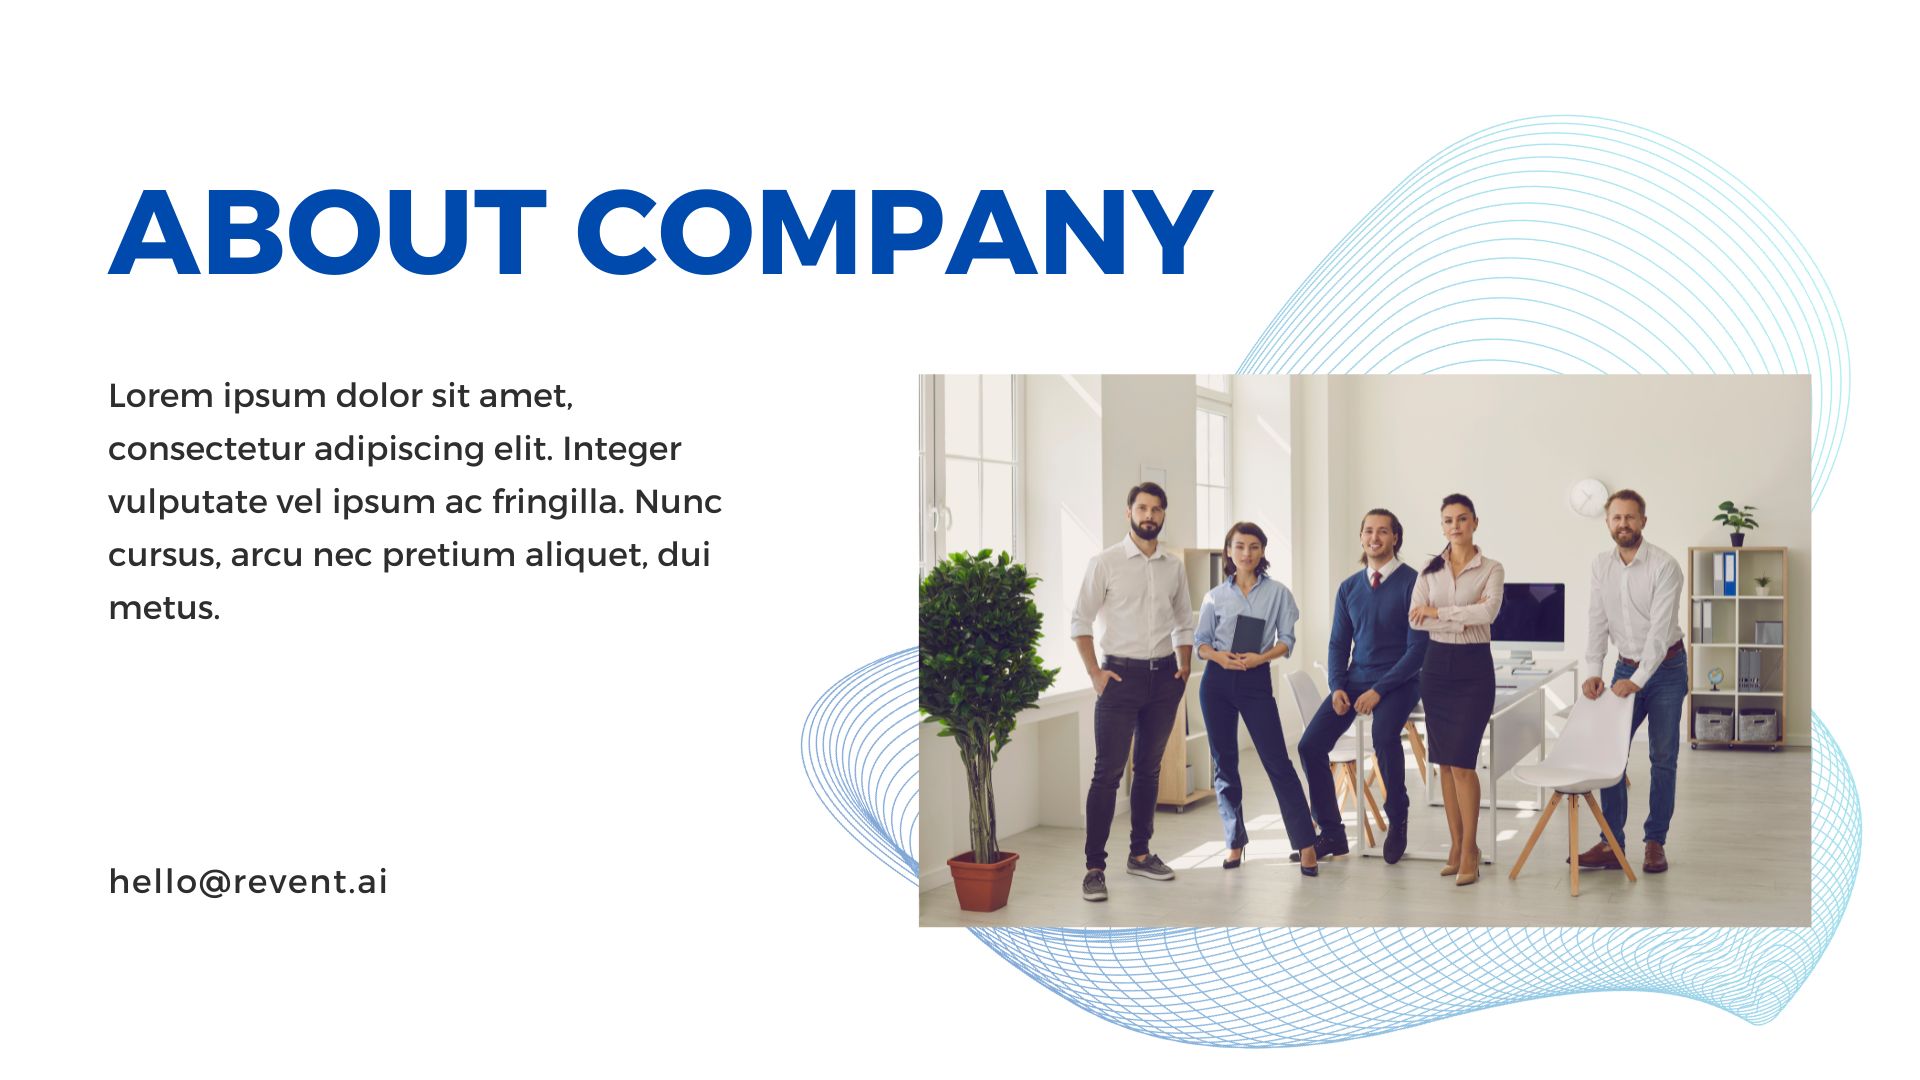 ABOUT COMPANY
Lorem ipsum dolor sit amet,
consectetur adipiscing elit. Integer
vulputate vel ipsum ac fringilla. Nunc
cursus, arcu nec pretium aliquet, dui
metus.
hello@revent.ai